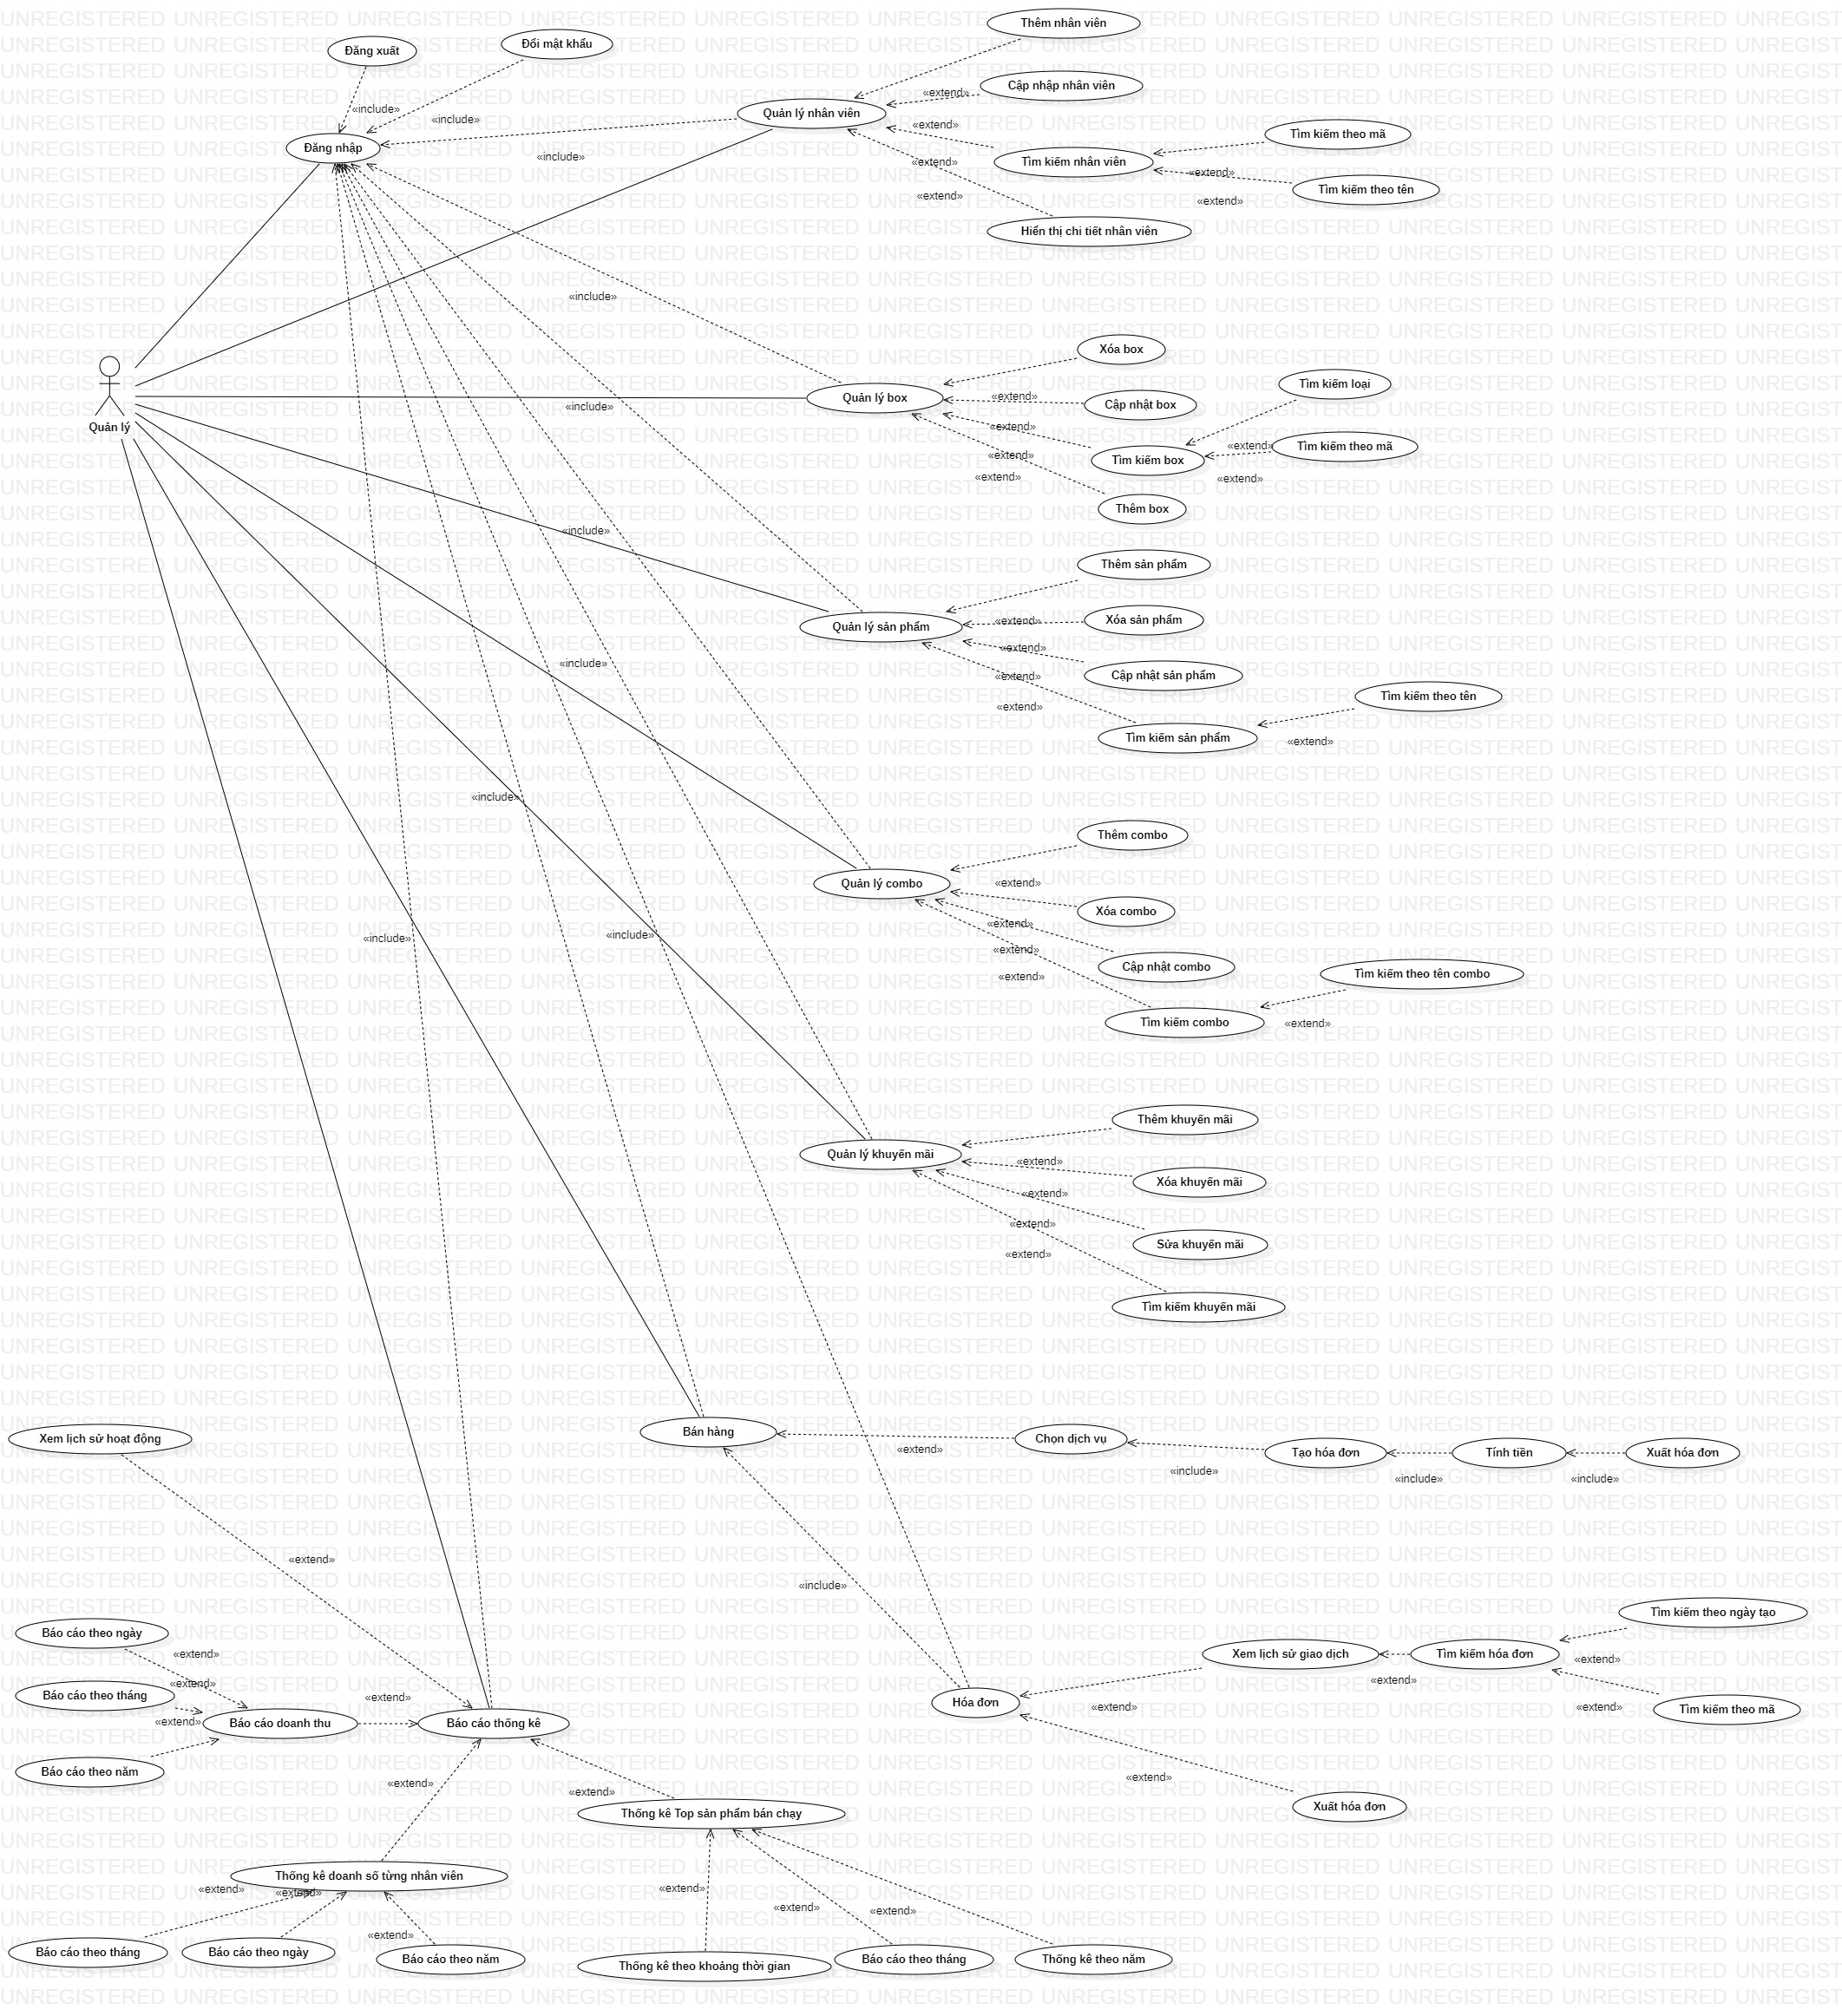 Thêm nhân viên
Đăng xuất
Đổi mật khẩu
Cập nhập nhân viên
«extend»
Quản lý nhân viên
«include»
«include»
«extend»
Tìm kiếm theo mã
Đăng nhập
«include»
«extend»
Tìm kiếm nhân viên
«extend»
Tìm kiếm theo tên
«extend»
«extend»
Hiển thị chi tiết nhân viên
«include»
Xóa box
Quản lý
Tìm kiếm loại
Quản lý box
«extend»
Cập nhật box
«include»
«extend»
«extend»
Tìm kiếm theo mã
«extend»
Tìm kiếm box
«extend»
«extend»
Thêm box
«include»
Thêm sản phẩm
Quản lý sản phẩm
«extend»
Xóa sản phẩm
«extend»
«include»
«extend»
Cập nhật sản phẩm
Tìm kiếm theo tên
«extend»
Tìm kiếm sản phẩm
«extend»
«include»
Thêm combo
Quản lý combo
«extend»
Xóa combo
«extend»
«include»
«include»
«extend»
Cập nhật combo
«extend»
Tìm kiếm theo tên combo
Tìm kiếm combo
«extend»
Thêm khuyến mãi
Quản lý khuyến mãi
«extend»
Xóa khuyến mãi
«extend»
«extend»
Sửa khuyến mãi
«extend»
Tìm kiếm khuyến mãi
Xem lịch sử hoạt động
Bán hàng
«extend»
Chọn dịch vụ
Tạo hóa đơn
Tính tiền
Xuất hóa đơn
«include»
«include»
«include»
«extend»
«include»
Tìm kiếm theo ngày tạo
Báo cáo theo ngày
«extend»
Xem lịch sử giao dịch
Tìm kiếm hóa đơn
«extend»
«extend»
«extend»
Báo cáo theo tháng
«extend»
Hóa đơn
«extend»
«extend»
Tìm kiếm theo mã
«extend»
Báo cáo doanh thu
Báo cáo thống kê
Báo cáo theo năm
«extend»
«extend»
«extend»
Thống kê Top sản phẩm bán chạy
Xuất hóa đơn
Thống kê doanh số từng nhân viên
«extend»
«extend»
«extend»
«extend»
«extend»
«extend»
Báo cáo theo tháng
Báo cáo theo ngày
Báo cáo theo năm
Thống kê theo khoảng thời gian
Báo cáo theo tháng
Thống kê theo năm
UNREGISTERED